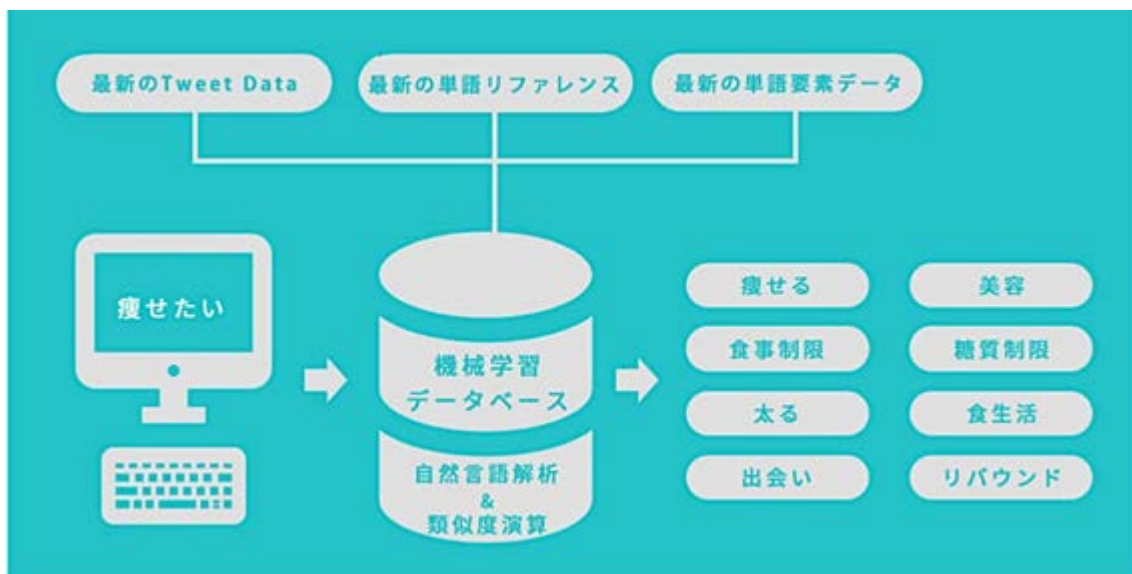 最新のTweet Data
最新の単語リファレンス
最新の単語要素データ
痩せたい
機械学習
データベース
自然言語解析
&
類似度演算
痩せる
美容
食事制限
糖質制限
太る
食生活
出会い
リバウンド